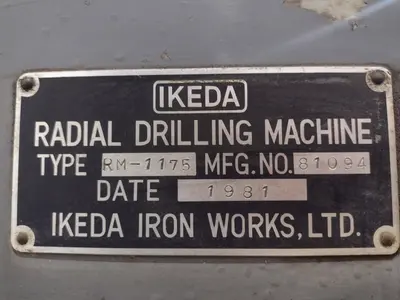 IKEDA
RADIAL DRILLING MACHINE
TYPE RM-1175 MFG.NO. 81094
DATE 1981
IKEDA IRON WORKS, LTD.